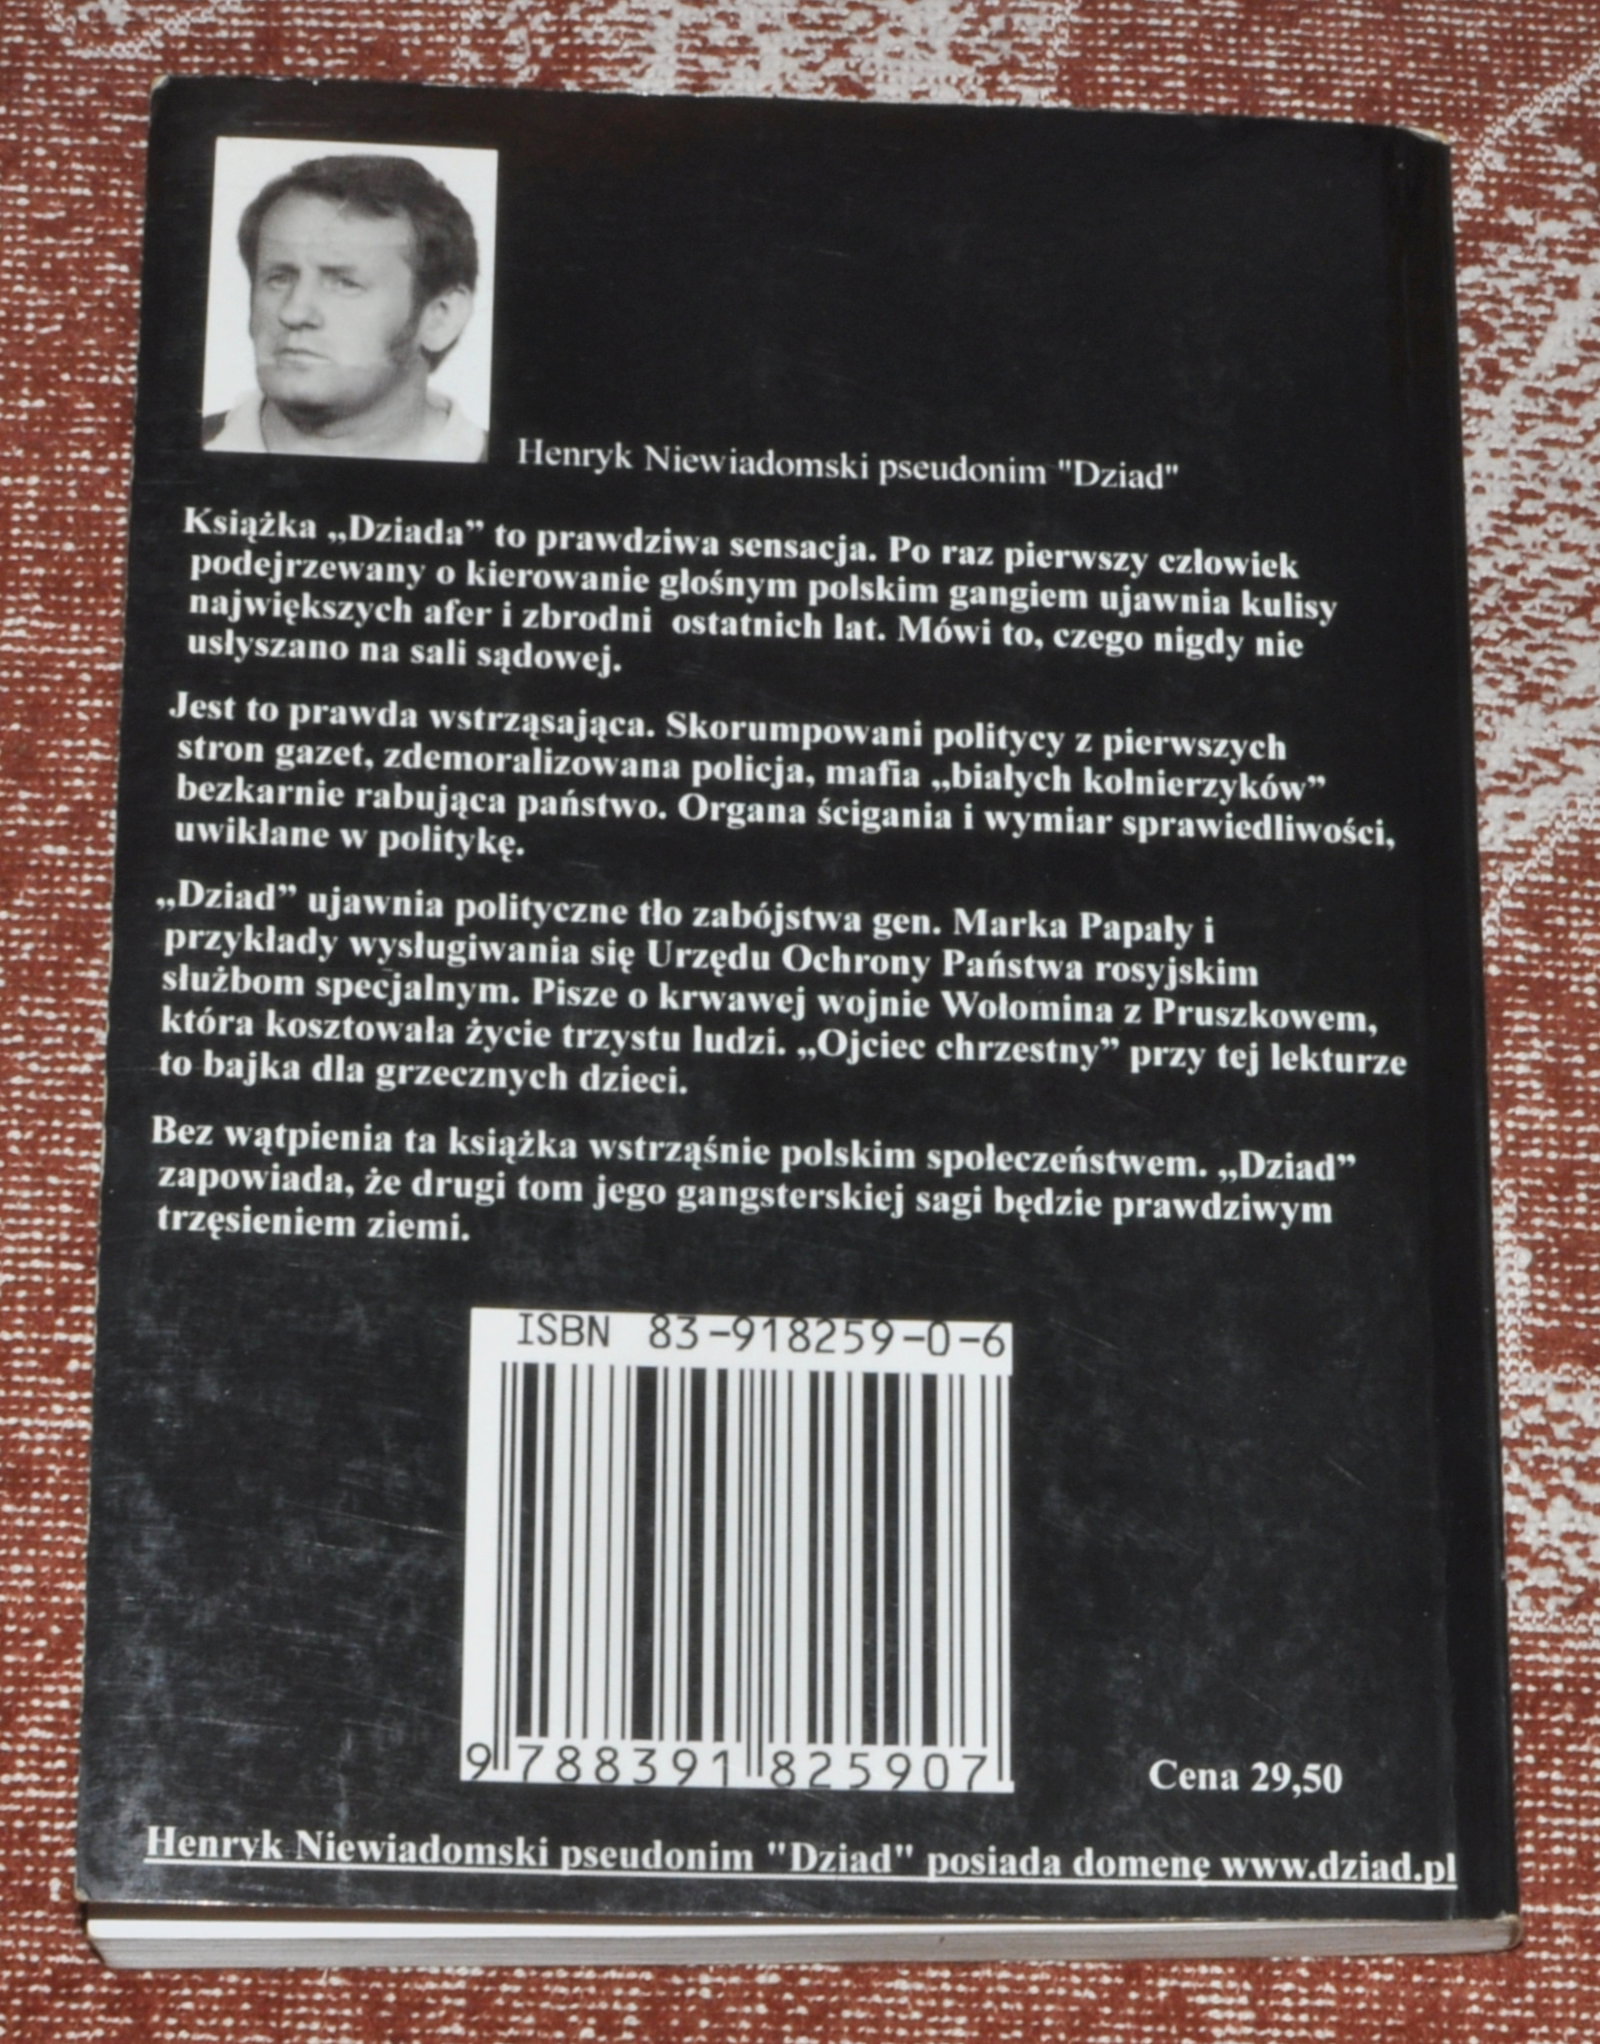 Henryk Niewiadomski pseudonim "Dziad"
Książka „Dziada” to prawdziwa sensacja. Po raz pierwszy człowiek
podejrzewany o kierowanie głośnym polskim gangiem ujawnia kulisy
największych afer i zbrodni ostatnich lat. Mówi to, czego nigdy nie
usłyszano na sali sądowej.
Jest to prawda wstrząsająca. Skorumpowani politycy z pierwszych
stron gazet, zdemoralizowana policja, mafia „białych kołnierzyków”
bezkarnie rabująca państwo. Organa ścigania i wymiar sprawiedliwości,
uwikłane w politykę.
„Dziad” ujawnia polityczne tło zabójstwa gen. Marka Papały i
przykłady wysługiwania się Urzędu Ochrony Państwa rosyjskim
służbom specjalnym. Pisze o krwawej wojnie Wołomina z Pruszkowem,
która kosztowała życie trzystu ludzi. „Ojciec chrzestny” przy tej lekturze
to bajka dla grzecznych dzieci.
Bez wątpienia ta książka wstrząśnie polskim społeczeństwem. „Dziad”
zapowiada, że drugi tom jego gangsterskiej sagi będzie prawdziwym
trzęsieniem ziemi.
ISBN 83-918259-0-6
9 788391 825907
Cena 29,50
Henryk Niewiadomski pseudonim "Dziad" posiada domenę www.dziad.pl